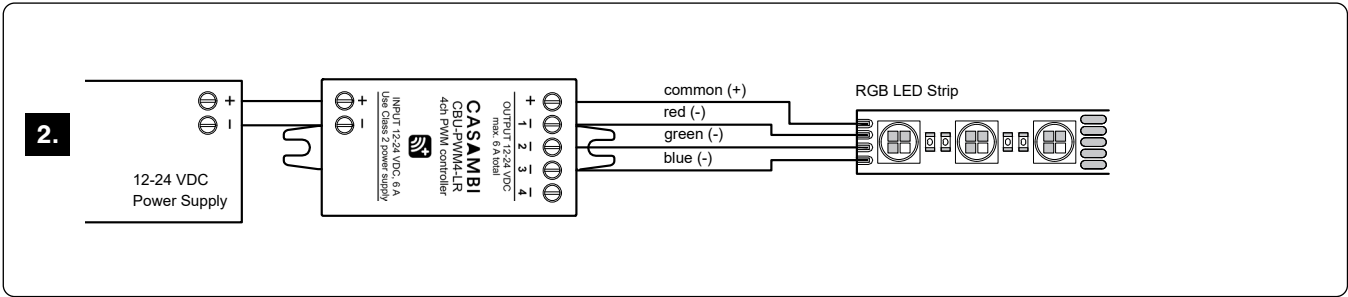 2.
12-24 VDC
Power Supply
+
–
+
–
INPUT 12-24 VDC, 6 A
Use Class 2 power supply
CASAMBI
CBU-PWM4-LR
4ch PWM controller
OUTPUT 12-24 VDC
max. 6 A total
+
1 –
2 –
3 –
4 –
common (+)
red (-)
green (-)
blue (-)
RGB LED Strip